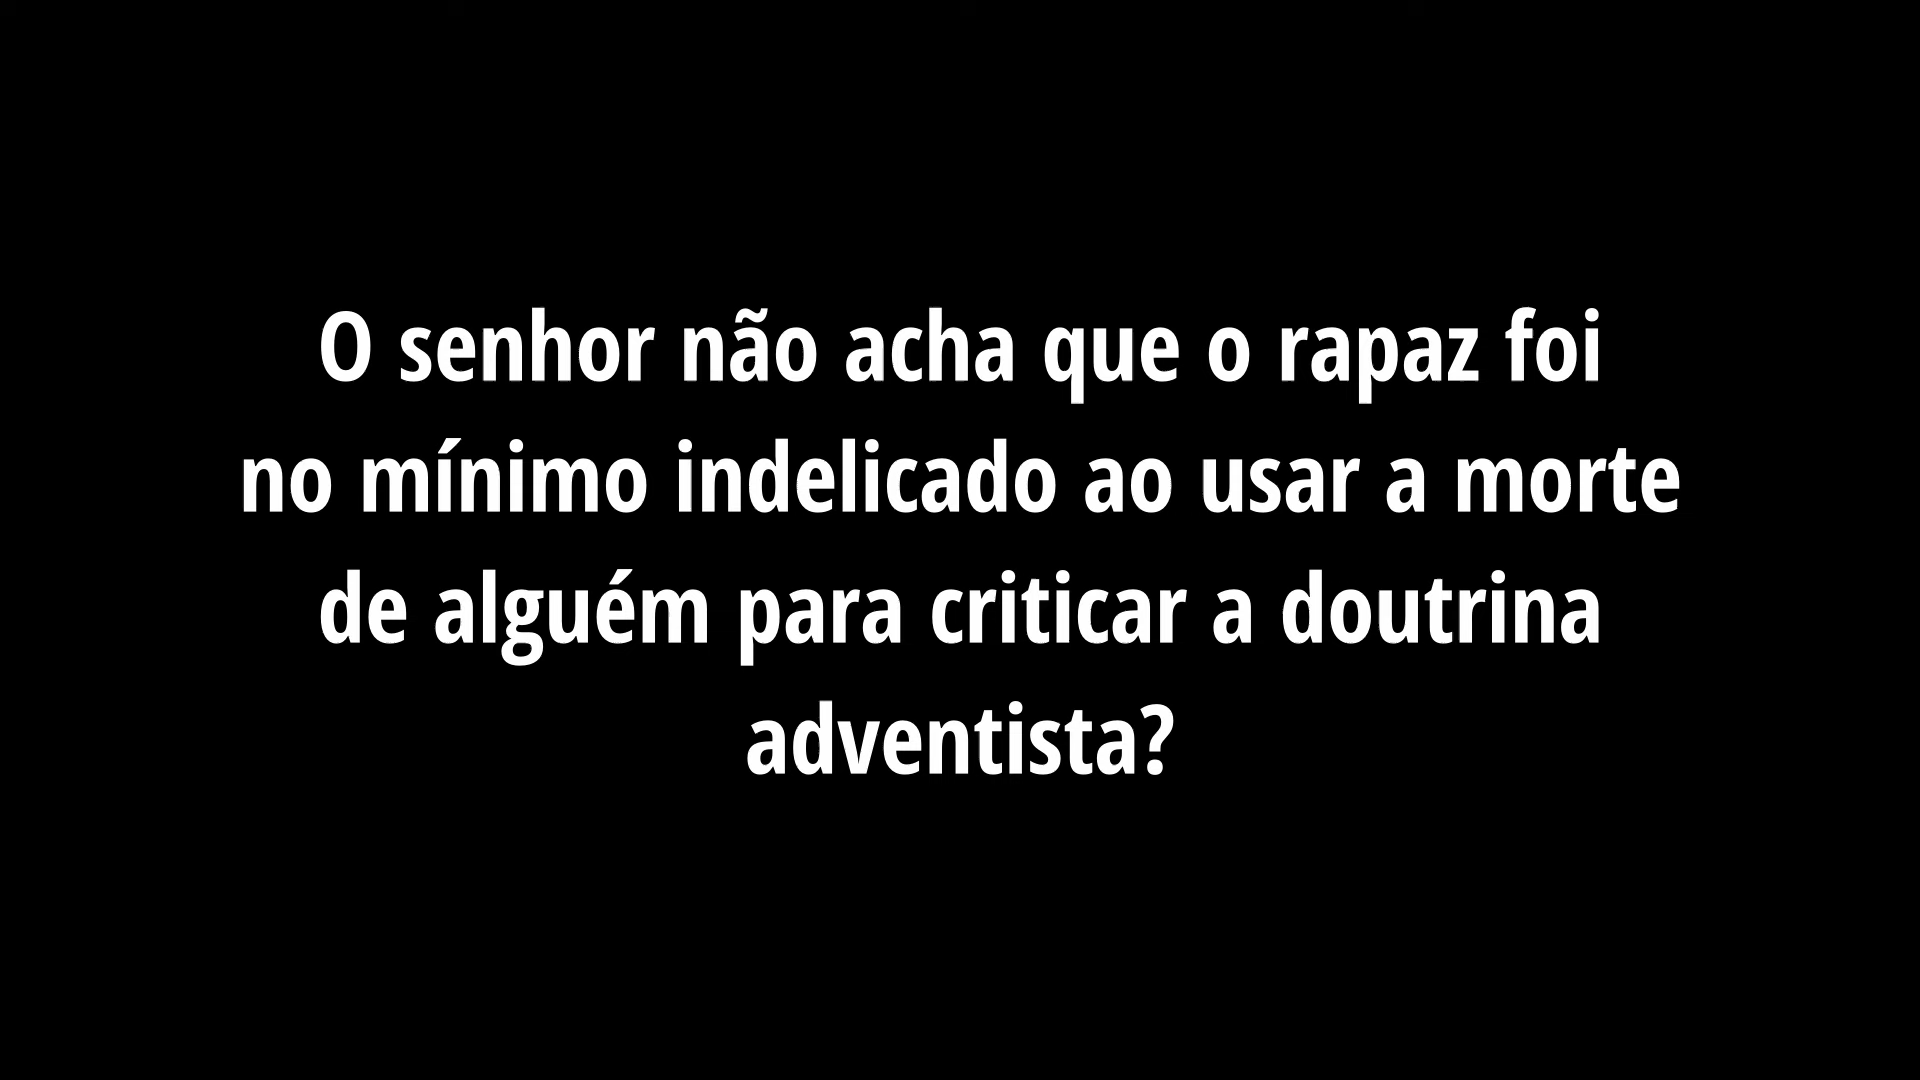 O senhor não acha que o rapaz foi
no mínimo indelicado ao usar a morte
de alguém para criticar a doutrina
adventista?